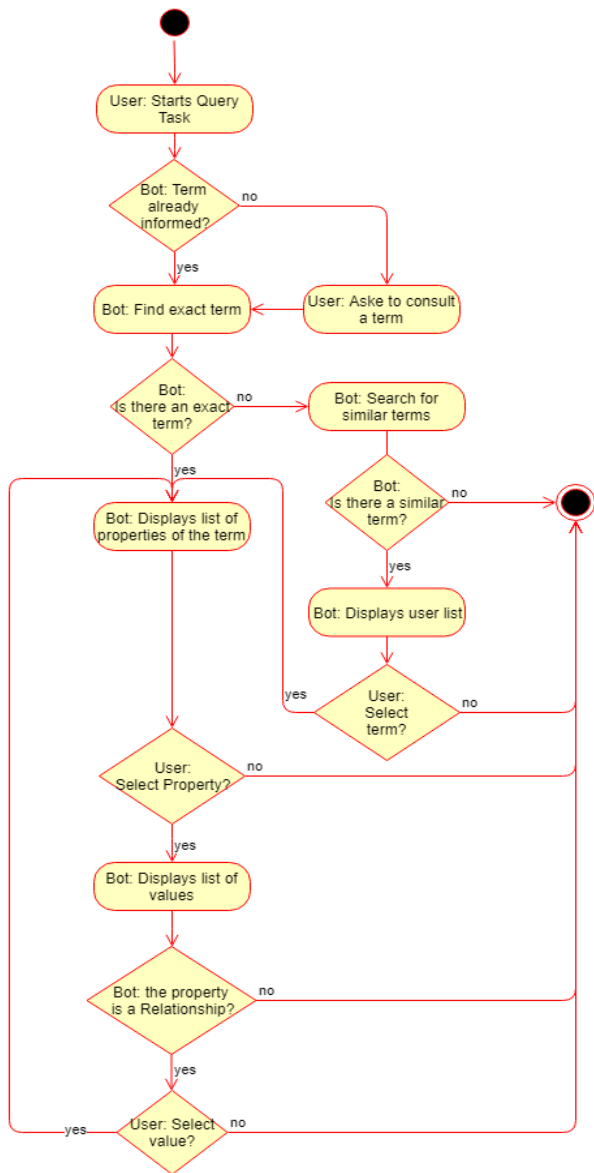 User: Starts Query
Task
Bot: Term
already
informed?
no
yes
Bot: Find exact term
User: Aske to consult
a term
Bot:
Is there an exact
term?
no
Bot: Search for
similar terms
yes
Bot:
Is there a similar
term?
no
Bot: Displays list of
properties of the term
yes
Bot: Displays user list
yes
User:
Select
term?
no
User:
Select Property?
no
yes
Bot: Displays list of
values
Bot: the property
is a Relationship?
no
yes
yes
User: Select
value?
no